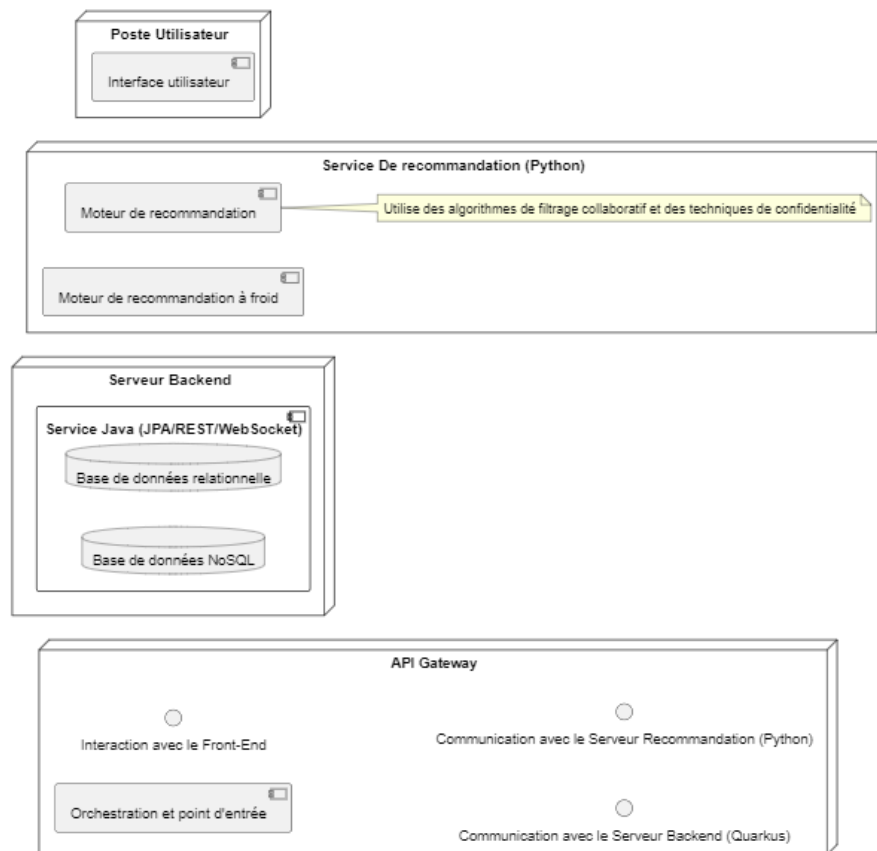 Poste Utilisateur
Interface utilisateur
Service De recommandation (Python)
Moteur de recommandation
Utilise des algorithmes de filtrage collaboratif et des techniques de confidentialité
Moteur de recommandation à froid
Serveur Backend
Service Java (JPA/REST/WebSocket)
Base de données relationnelle
Base de données NoSQL
API Gateway
Interaction avec le Front-End
Communication avec le Serveur Recommandation (Python)
Orchestration et point d'entrée
Communication avec le Serveur Backend (Quarkus)